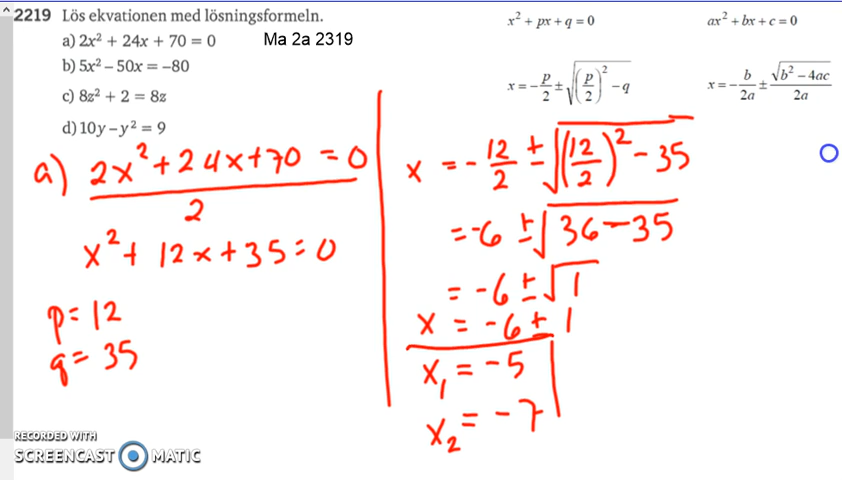 2219 Lös ekvationen med lösningsformeln.
a) 2x² + 24x + 70 = 0
Ma 2a 2319
b) 5x² – 50x = –80
c) 8z² + 2 = 8z
d) 10y – y² = 9
x² + px + q = 0
x = -p/2 ± √((p/2)² - q)
ax² + bx + c = 0
x = -b/2a ± √(b² - 4ac)/2a
a) 2x² + 24x + 70 = 0
2
x² + 12x + 35 = 0
p = 12
q = 35
x = -12/2 ± √((12/2)² - 35)
= -6 ± √(36 - 35)
= -6 ± √1
x = -6 ± 1
x₁ = -5
x₂ = -7
RECORDED WITH
SCREENCAST MATIC